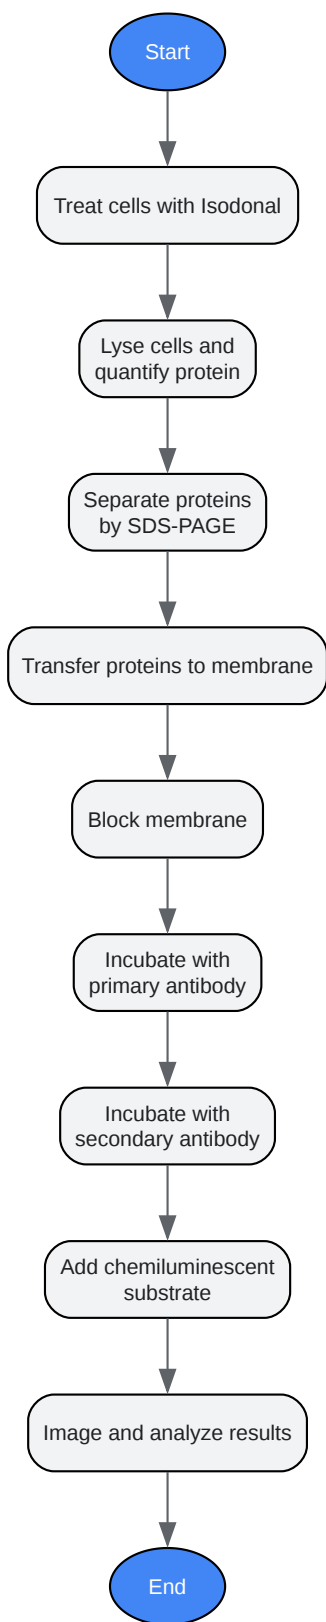 Start
Treat cells with Isodonal
Lyse cells and
quantify protein
Separate proteins
by SDS-PAGE
Transfer proteins to membrane
Block membrane
Incubate with
primary antibody
Incubate with
secondary antibody
Add chemiluminescent
substrate
Image and analyze results
End